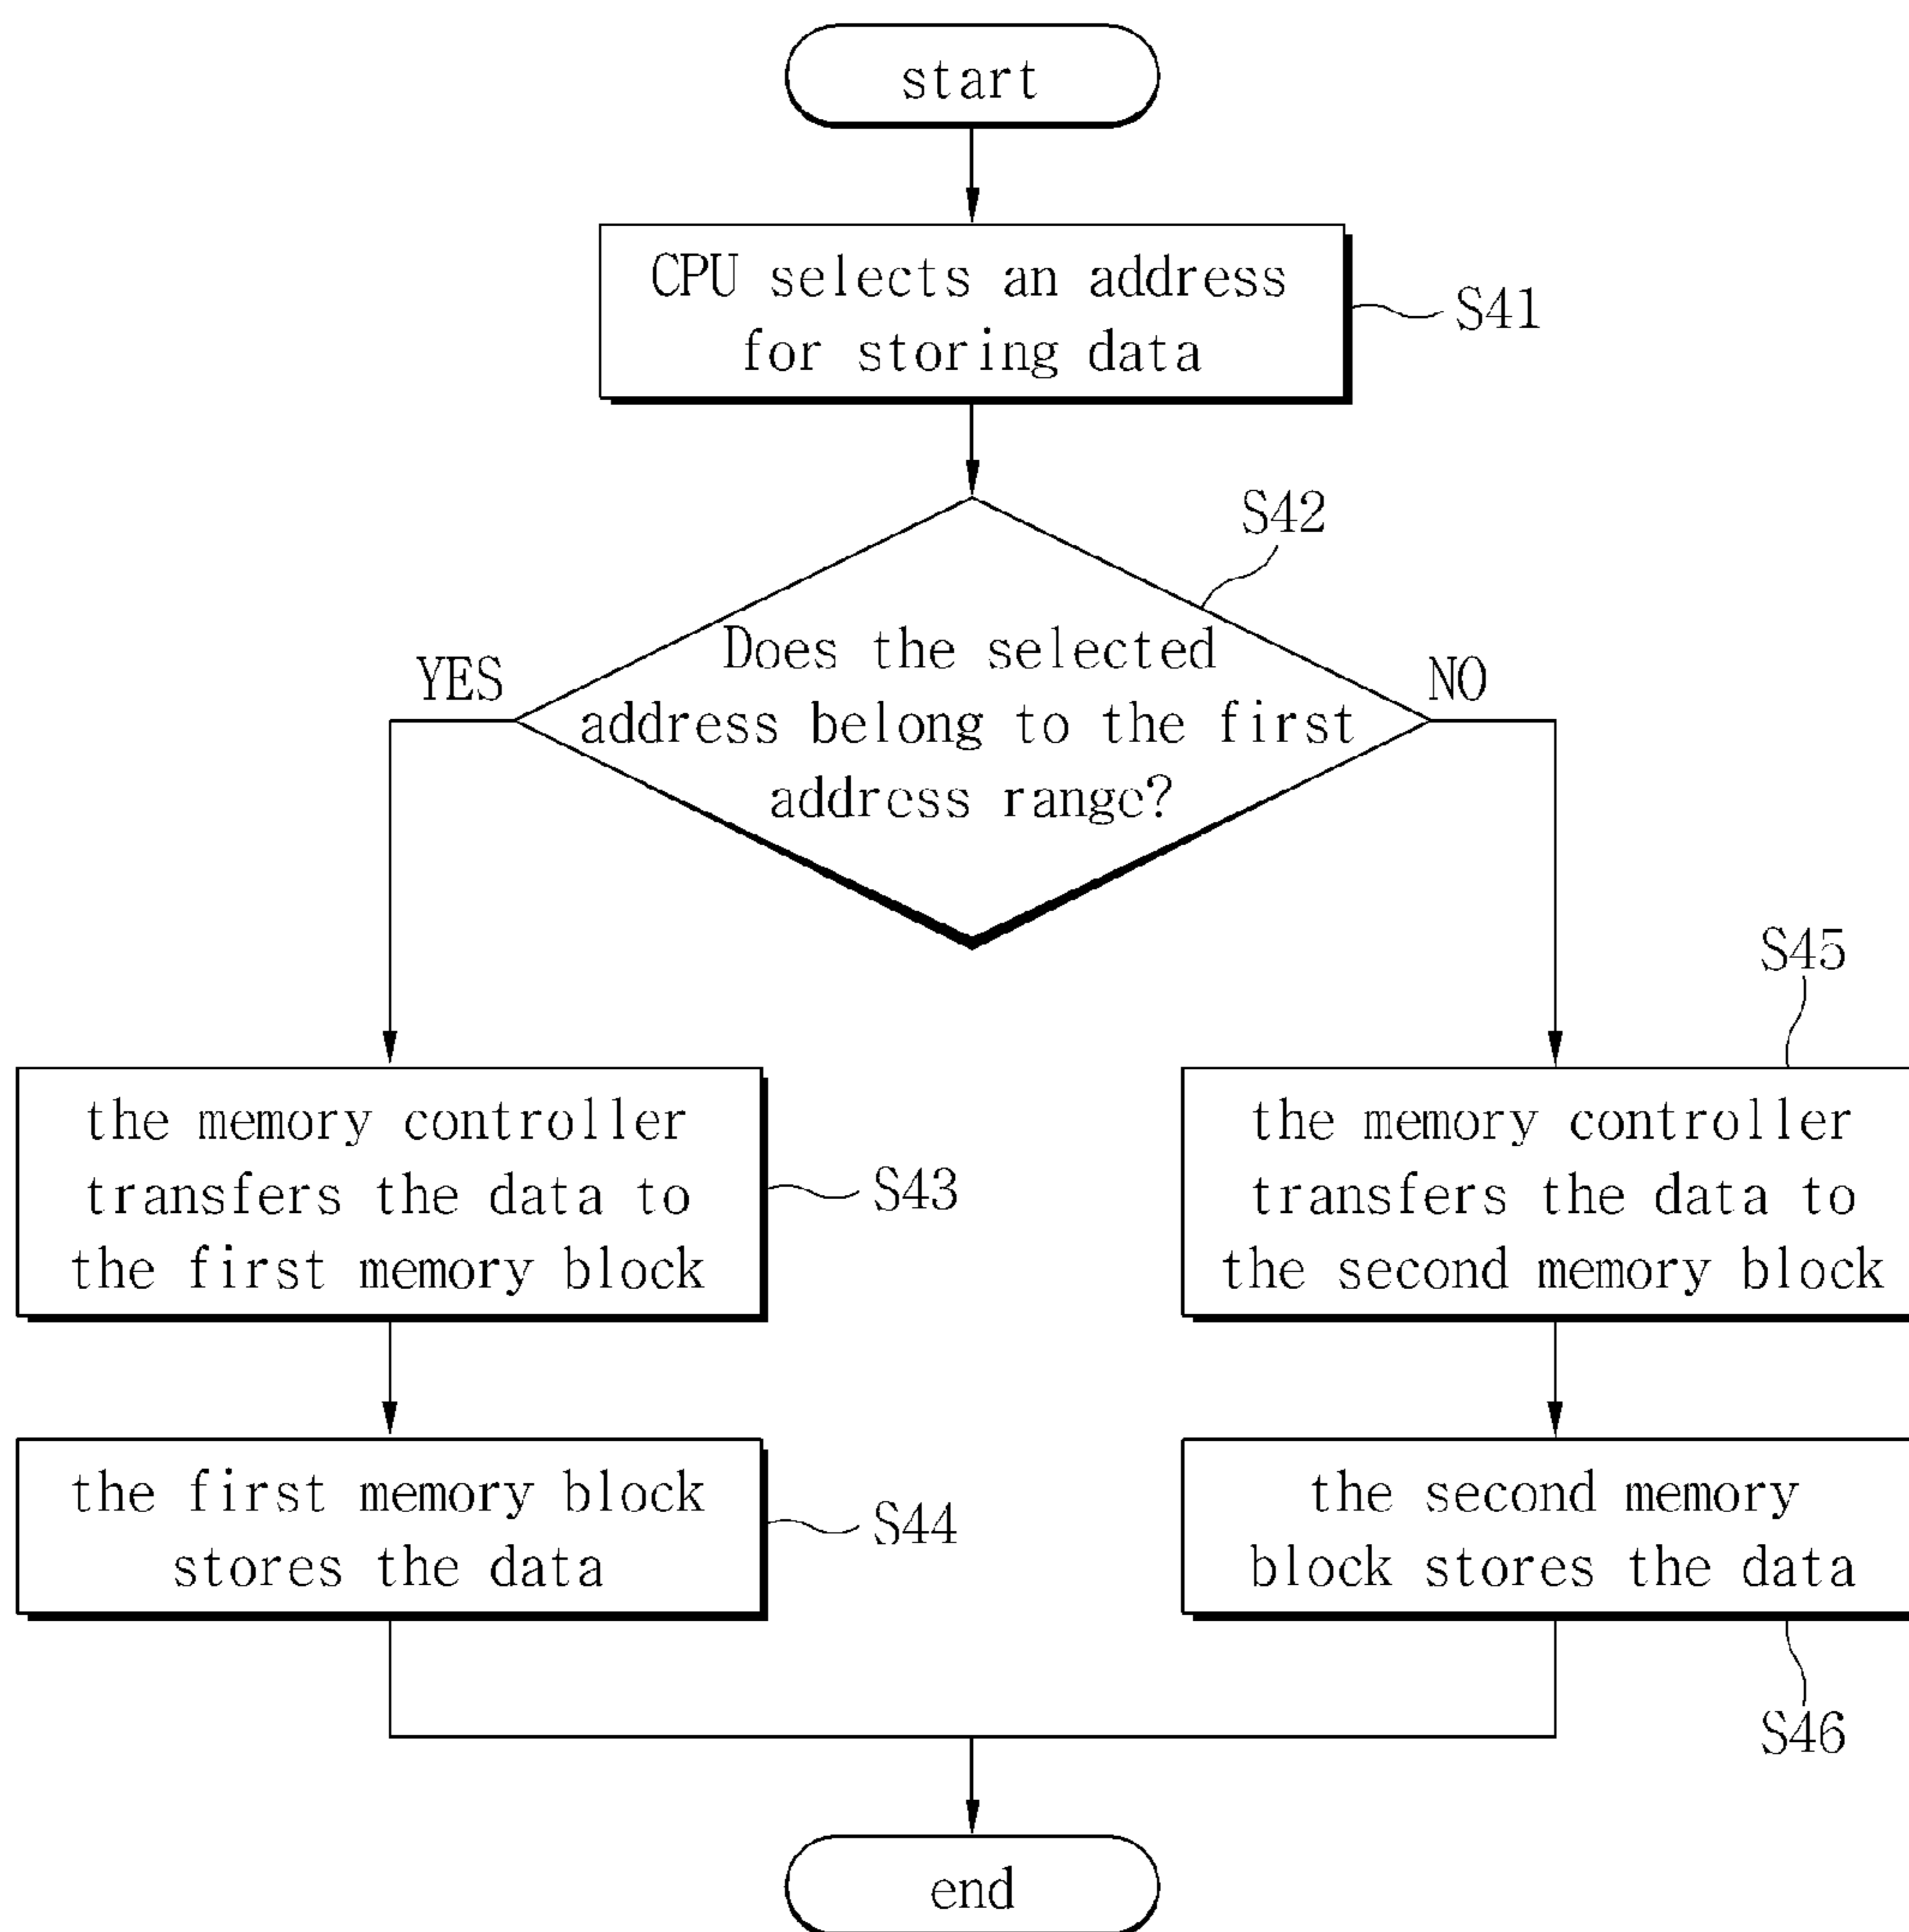 start
CPU selects an address
for storing data
S41
S42
Does the selected
address belong to the first
address range?
YES
NO
S45
the memory controller
transfers the data to
the first memory block
S43
the memory controller
transfers the data to
the second memory block
the first memory block
stores the data
S44
the second memory
block stores the data
S46
end